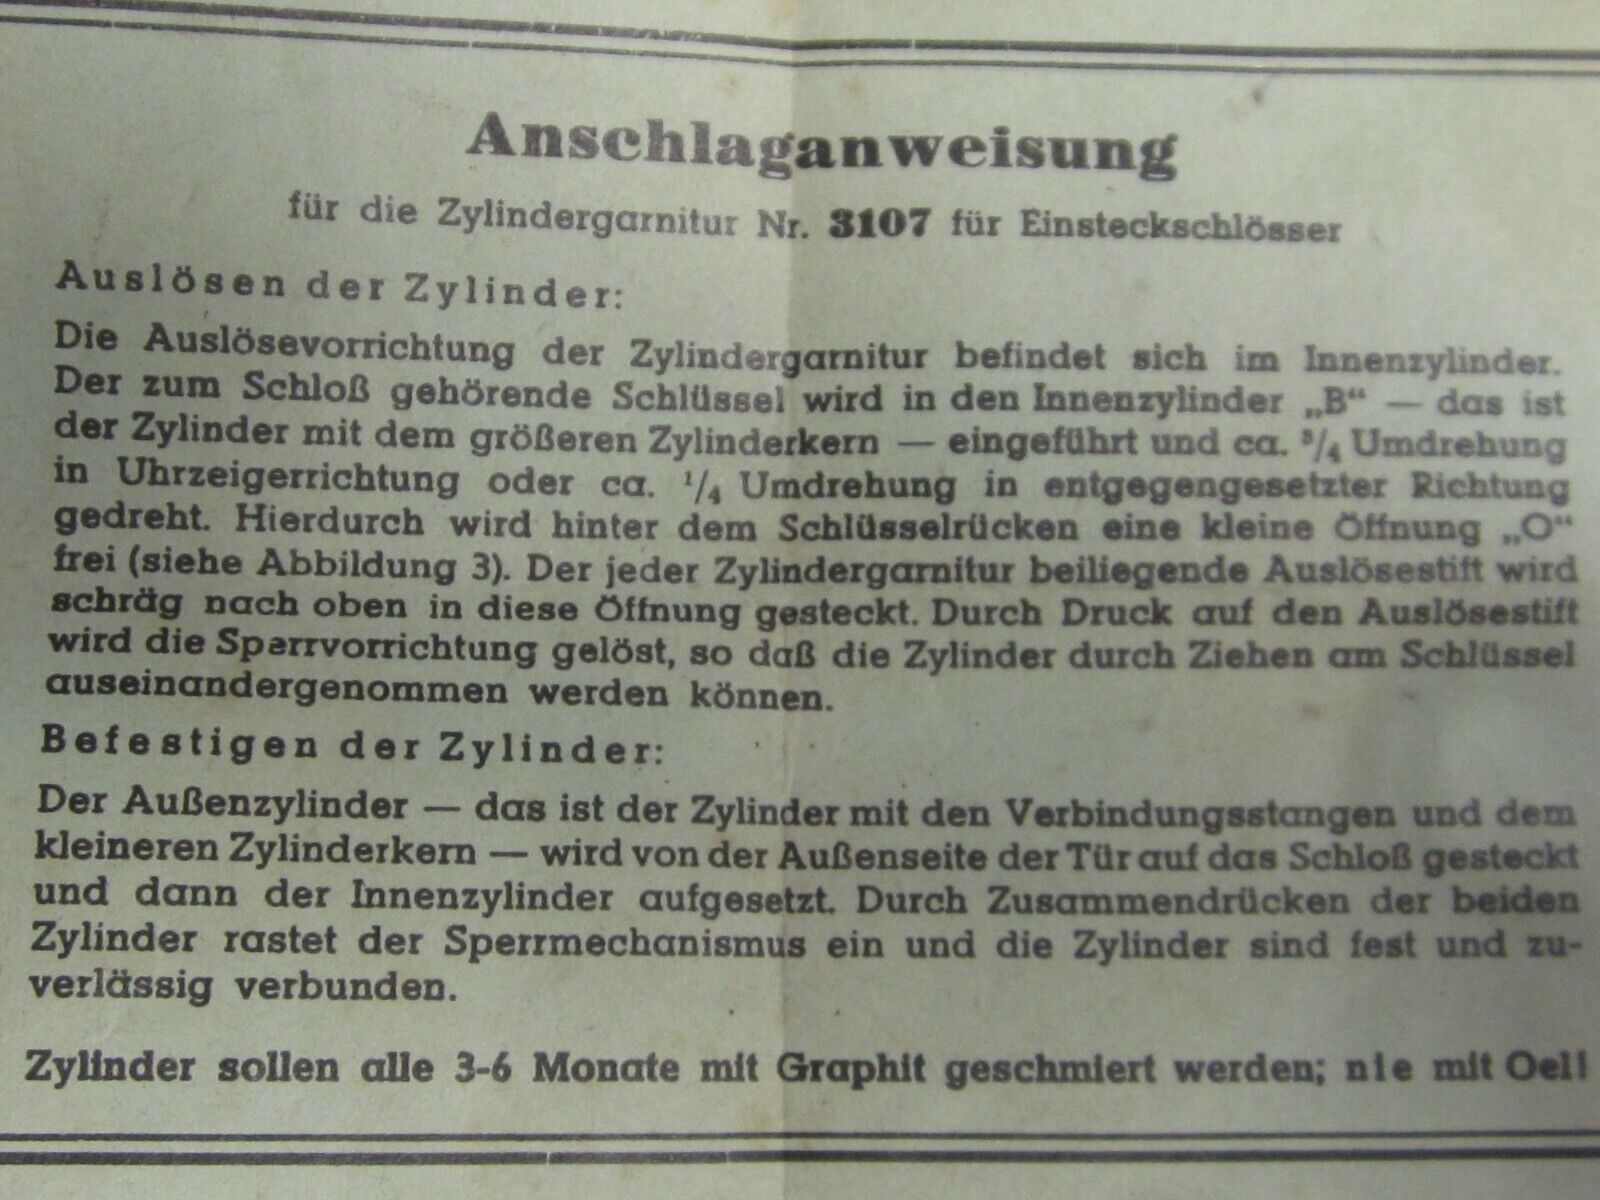 Anschlaganweisung
für die Zylindergarnitur Nr. 3107 für Einsteckschlösser
Auslösen der Zylinder:
Die Auslösevorrichtung der Zylindergarnitur befindet sich im Innenzylinder.
Der zum Schloß gehörende Schlüssel wird in den Innenzylinder „B“ — das ist
der Zylinder mit dem größeren Zylinderkern — eingeführt und ca. ³/₄ Umdrehung
in Uhrzeigerrichtung oder ca. ¹/₄ Umdrehung in entgegengesetzter Richtung
gedreht. Hierdurch wird hinter dem Schlüsselrücken eine kleine Öffnung „O“
frei (siehe Abbildung 3). Der jeder Zylindergarnitur beiliegende Auslösestift wird
schräg nach oben in diese Öffnung gesteckt. Durch Druck auf den Auslösestift
wird die Sperrvorrichtung gelöst, so daß die Zylinder durch Ziehen am Schlüssel
auseinandergenommen werden können.
Befestigen der Zylinder:
Der Außenzylinder — das ist der Zylinder mit den Verbindungsstangen und dem
kleineren Zylinderkern — wird von der Außenseite der Tür auf das Schloß gesteckt
und dann der Innenzylinder aufgesetzt. Durch Zusammendrücken der beiden
Zylinder rastet der Sperrmechanismus ein und die Zylinder sind fest und zu-
verlässig verbunden.
Zylinder sollen alle 3-6 Monate mit Graphit geschmiert werden; nie mit Oel!